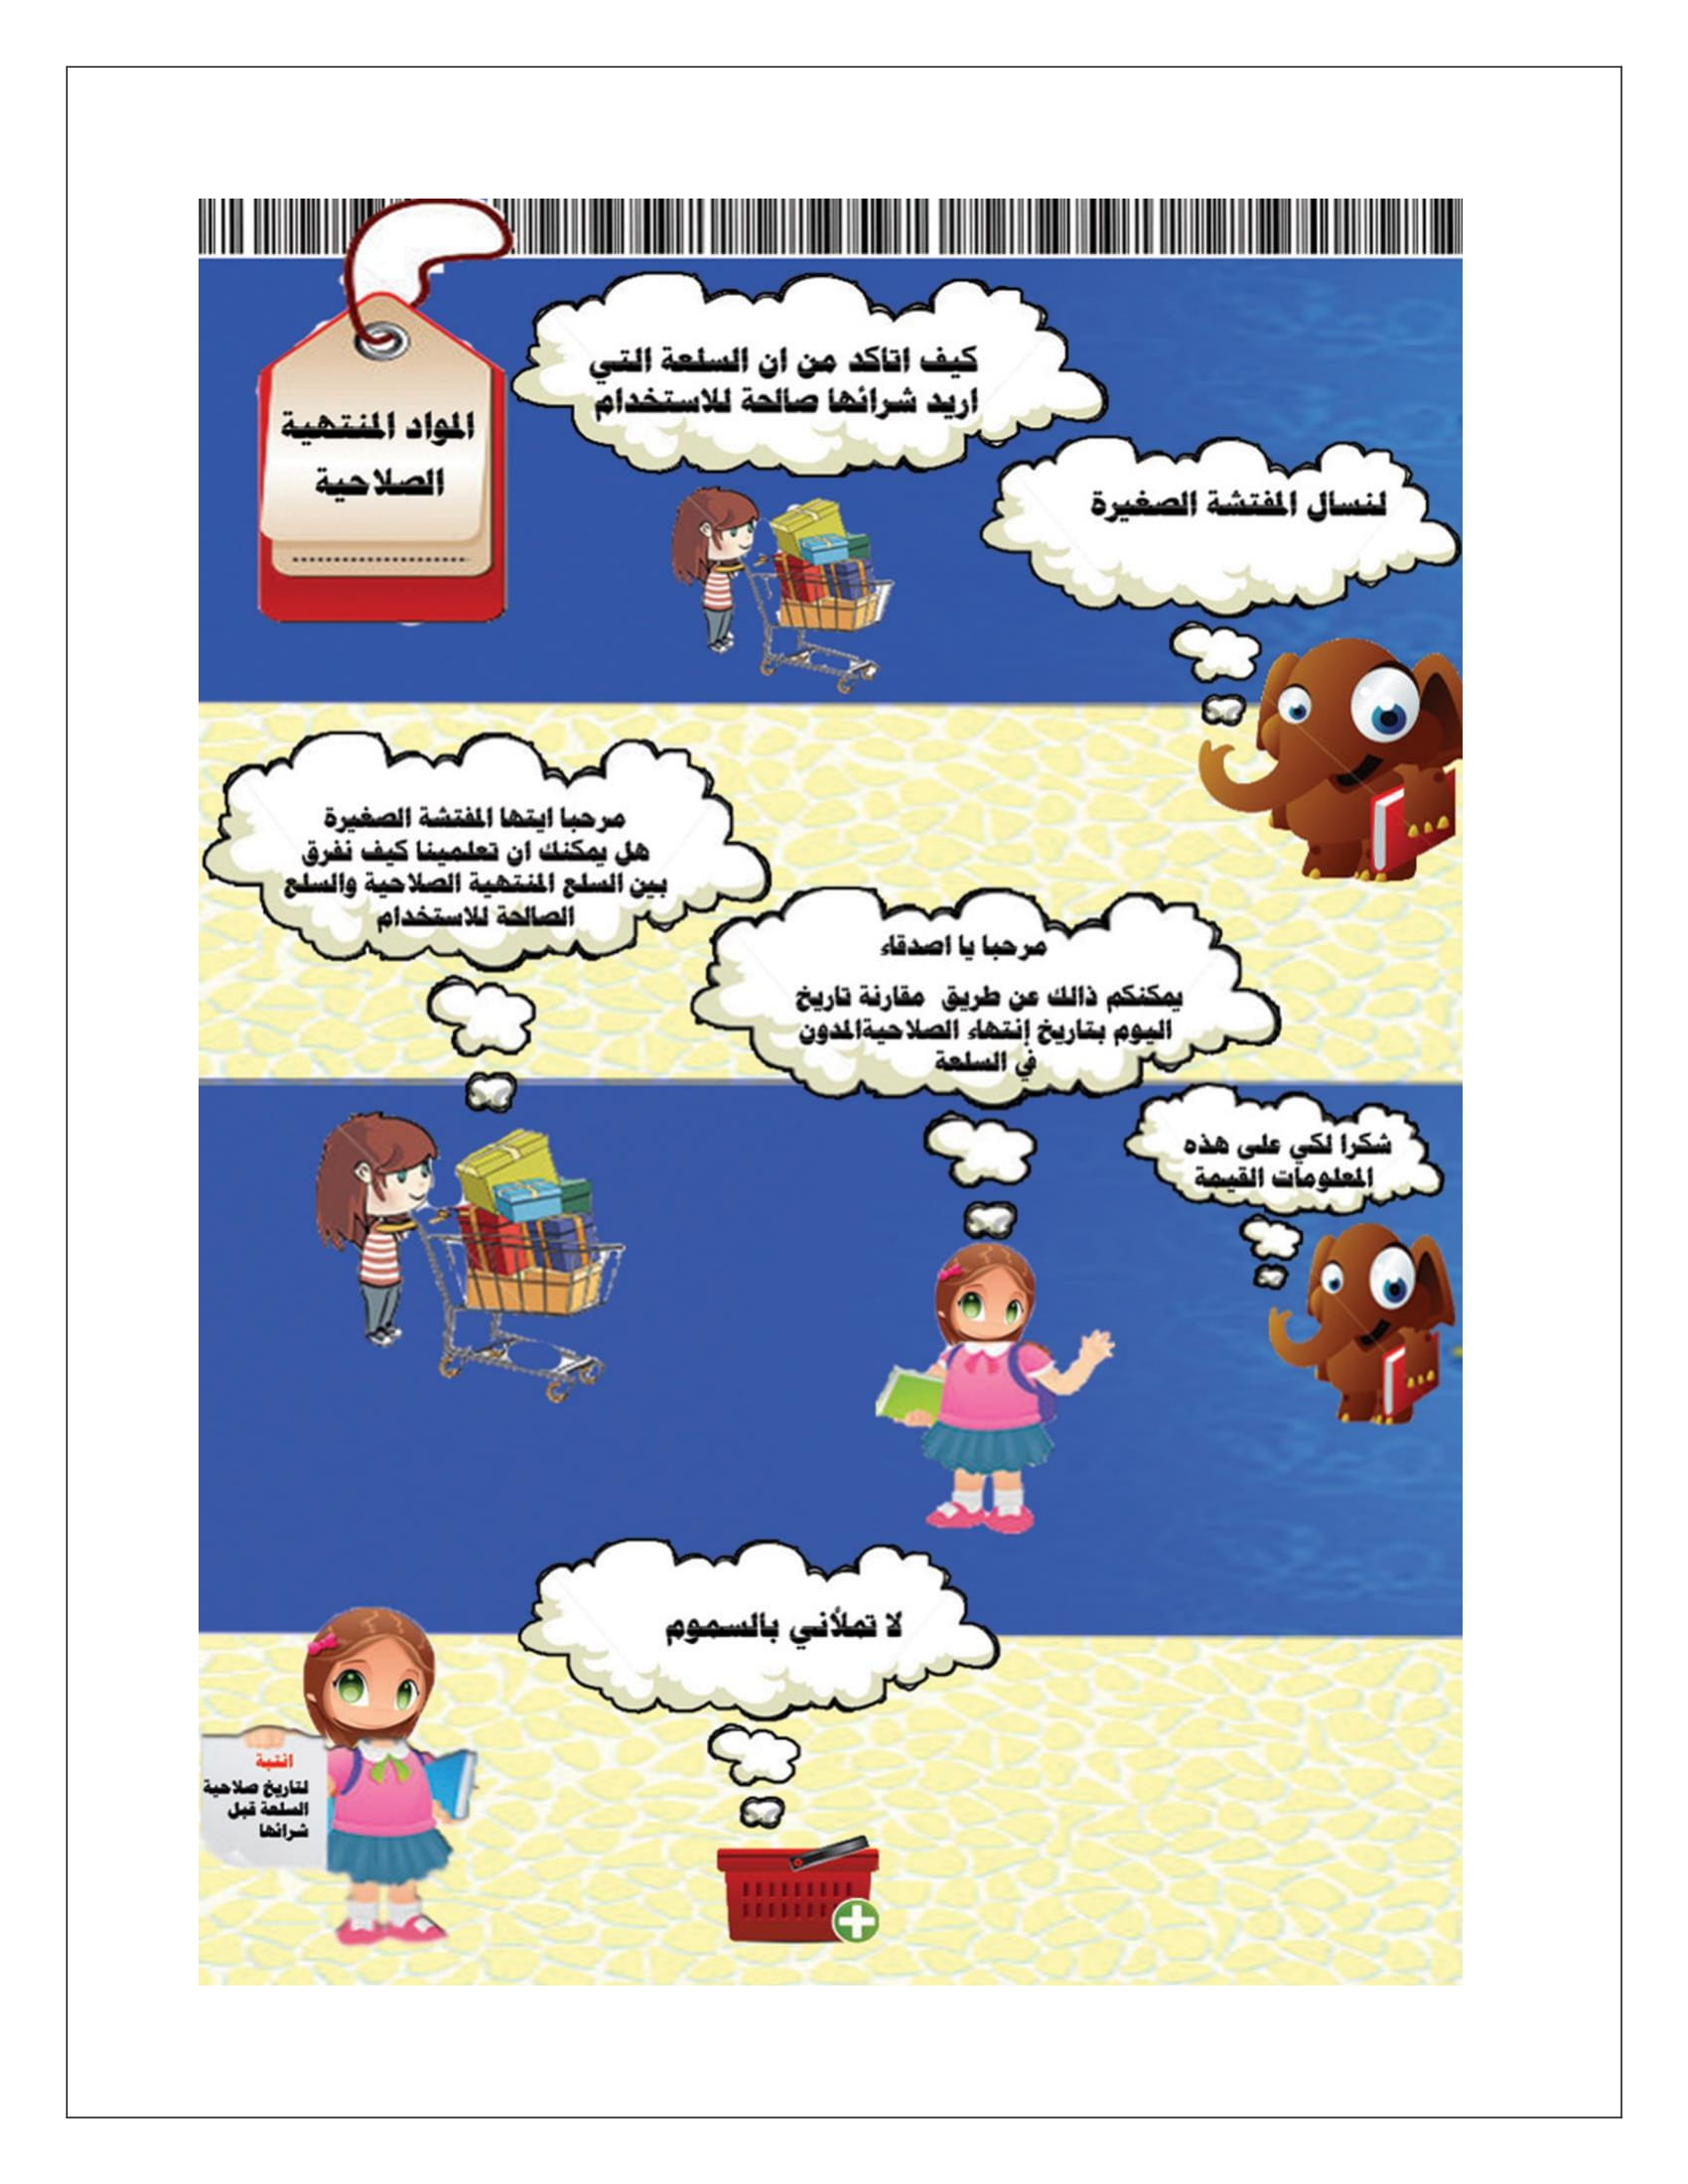 المواد المنتهية
الصلاحية
كيف اتاكد من ان السلعة التي
اريد شرائها صالحة للاستخدام
لنسال المفتشة الصغيرة
مرحبا ايتها المفتشة الصغيرة
هل يمكنك ان تعلمينا كيف نفرق
بين السلع المنتهية الصلاحية والسلع
الصالحة للاستخدام
مرحبا يا اصدقاء
يمكنكم ذالك عن طريق مقارنة تاريخ
اليوم بتاريخ إنتهاء الصلاحيةالمدون
في السلعة
شكرا لكي على هذه
المعلومات القيمة
لا تملأني بالسموم
انتبة
لتاريخ صلاحية
السلعة قبل
شرائها